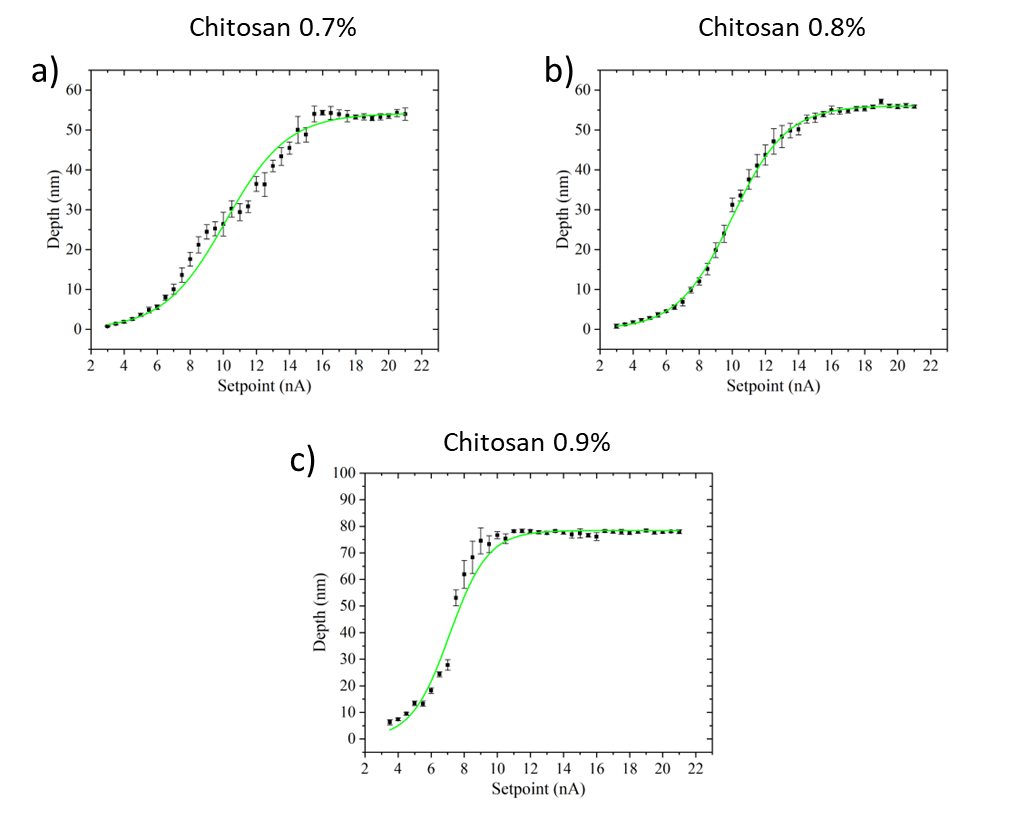 Chitosan 0.7%
Chitosan 0.8%
a)
b)
60
50
40
30
20
10
0
Depth (nm)
2 4 6 8 10 12 14 16 18 20 22
Setpoint (nA)
60
50
40
30
20
10
0
Depth (nm)
2 4 6 8 10 12 14 16 18 20 22
Setpoint (nA)
Chitosan 0.9%
c)
100
90
80
70
60
50
40
30
20
10
0
Depth (nm)
2 4 6 8 10 12 14 16 18 20 22
Setpoint (nA)